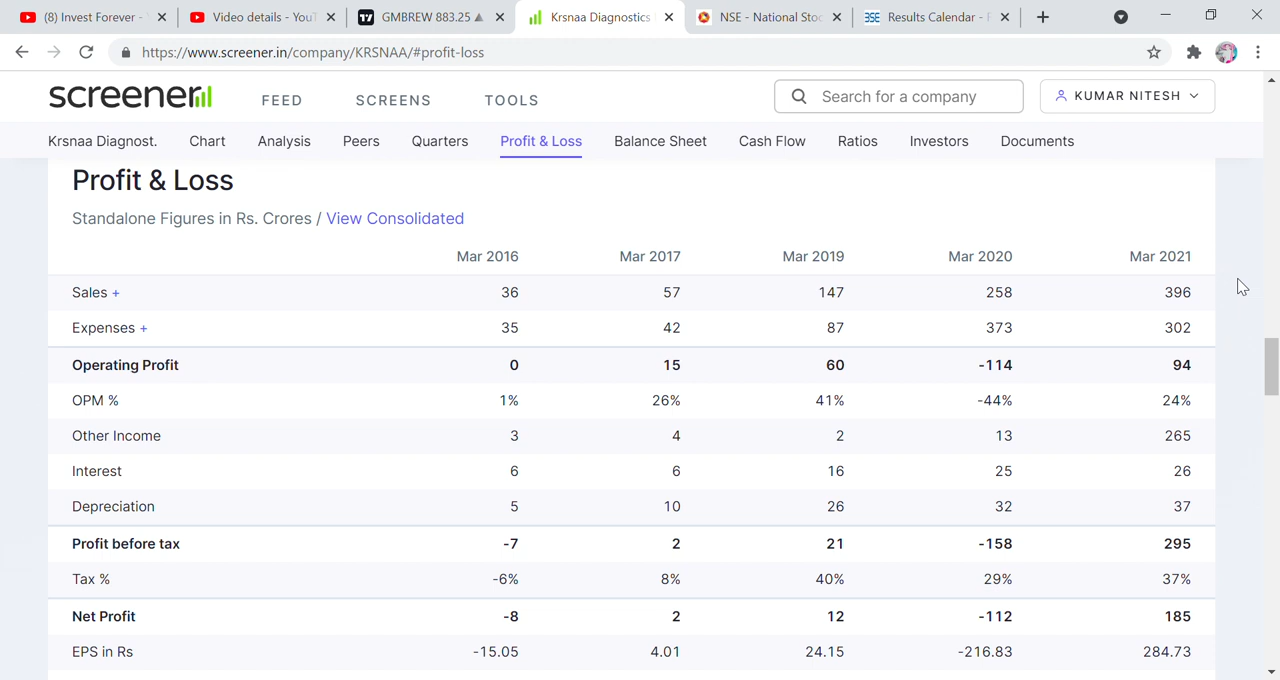 (8) Invest Forever -
Video details - YouT
GMBREW 883.25 ▲
Krsnaa Diagnostics
NSE - National Stoc
Results Calendar - F
https://www.screener.in/company/KRSNAA/#profit-loss
screener
FEED SCREENS TOOLS
Search for a company
KUMAR NITESH
Krsnaa Diagnost. Chart Analysis Peers Quarters Profit & Loss Balance Sheet Cash Flow Ratios Investors Documents
Profit & Loss
Standalone Figures in Rs. Crores / View Consolidated
Mar 2016 Mar 2017 Mar 2019 Mar 2020 Mar 2021
Sales + 36 57 147 258 396
Expenses + 35 42 87 373 302
Operating Profit 0 15 60 -114 94
OPM % 1% 26% 41% -44% 24%
Other Income 3 4 2 13 265
Interest 6 6 16 25 26
Depreciation 5 10 26 32 37
Profit before tax -7 2 21 -158 295
Tax % -6% 8% 40% 29% 37%
Net Profit -8 2 12 -112 185
EPS in Rs -15.05 4.01 24.15 -216.83 284.73